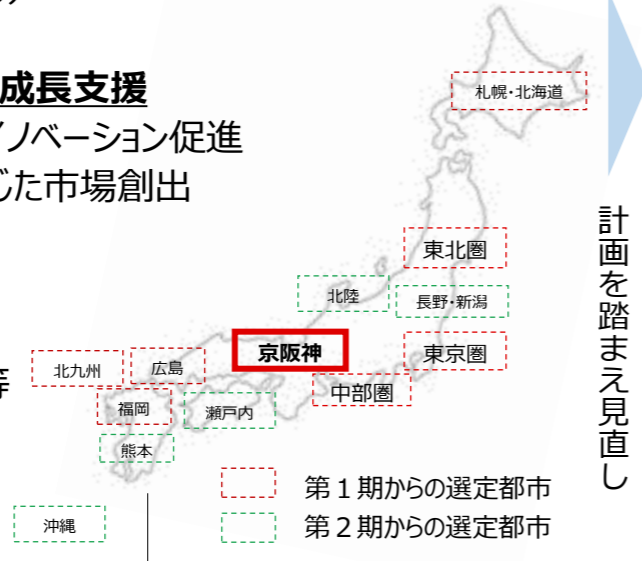 成長支援
イノベーション促進
じた市場創出
等
札幌・北海道
東北圏
北陸
長野・新潟
京阪神
東京圏
北九州
広島
中部圏
福岡
瀬戸内
熊本
沖縄
第１期からの選定都市
第２期からの選定都市
計画を踏まえ見直し